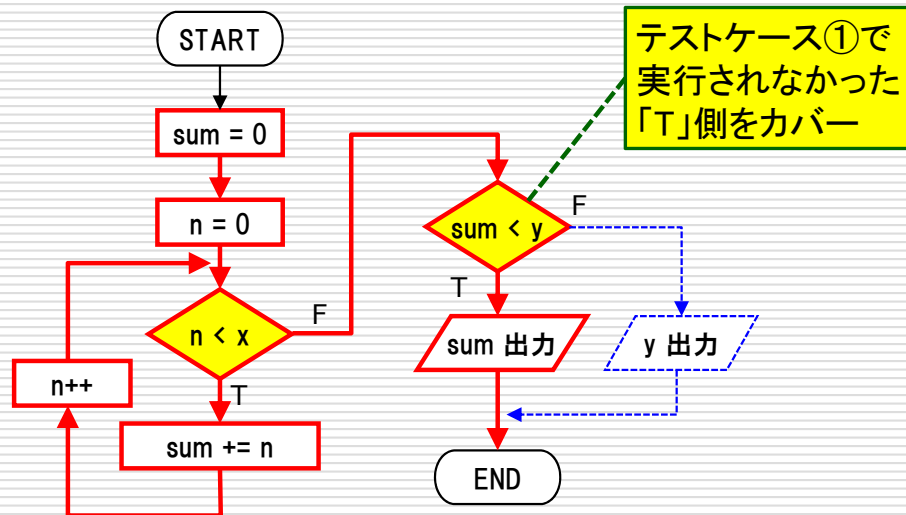 START
sum = 0
n = 0
n < x
F
T
n++
sum += n
テストケース①で
実行されなかった
「T」側をカバー
sum < y
F
T
sum 出力
y 出力
END